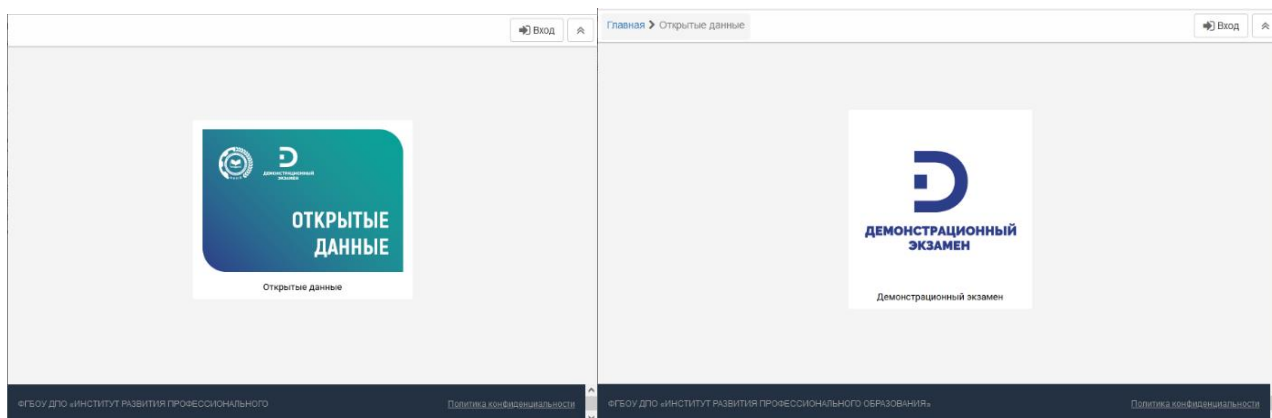 Вход
ДЕМОНСТРАЦИОННЫЙ
ЭКЗАМЕН
ОТКРЫТЫЕ
ДАННЫЕ
Открытые данные
ФГБОУ ДПО «ИНСТИТУТ РАЗВИТИЯ ПРОФЕССИОНАЛЬНОГО
Политика конфиденциальности
Главная > Открытые данные
Вход
ДЕМОНСТРАЦИОННЫЙ
ЭКЗАМЕН
Демонстрационный экзамен
ФГБОУ ДПО «ИНСТИТУТ РАЗВИТИЯ ПРОФЕССИОНАЛЬНОГО ОБРАЗОВАНИЯ»
Политика конфиденциальности